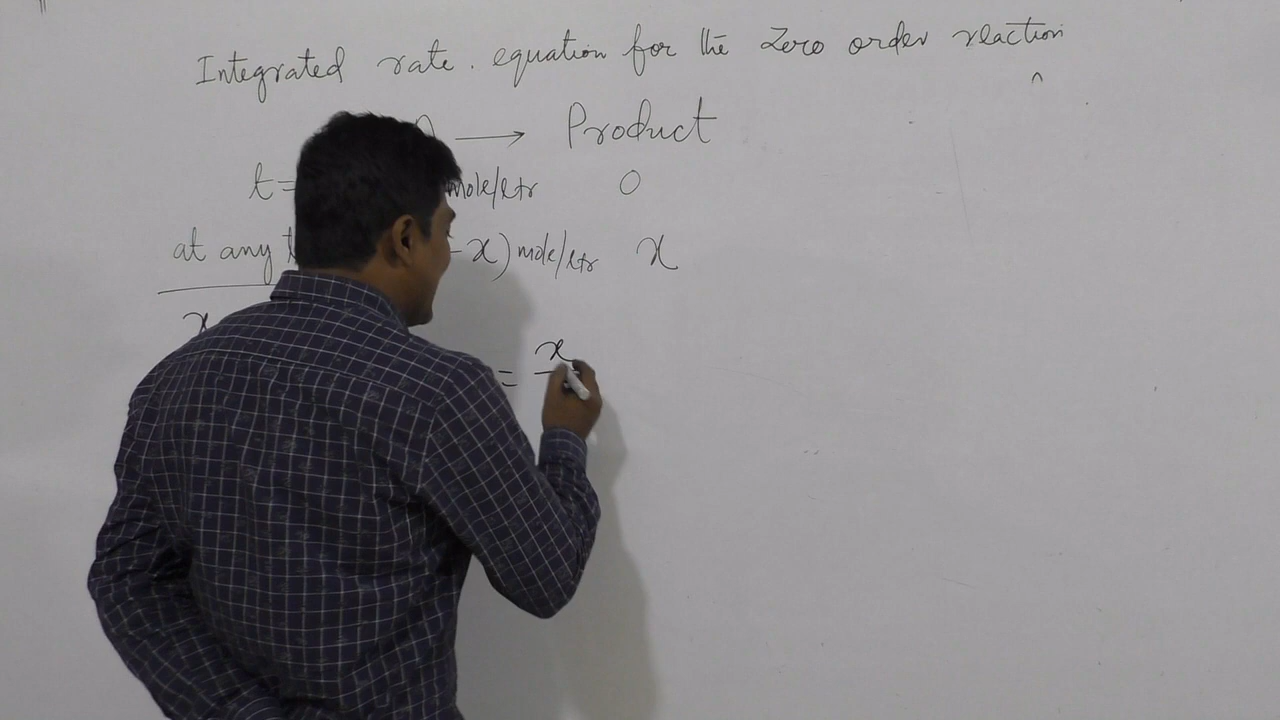 Integrated rate. equation for the Zero order reaction
⟶ Product
t= mole/ltr 0
at any -x) mole/ltr x
x = x